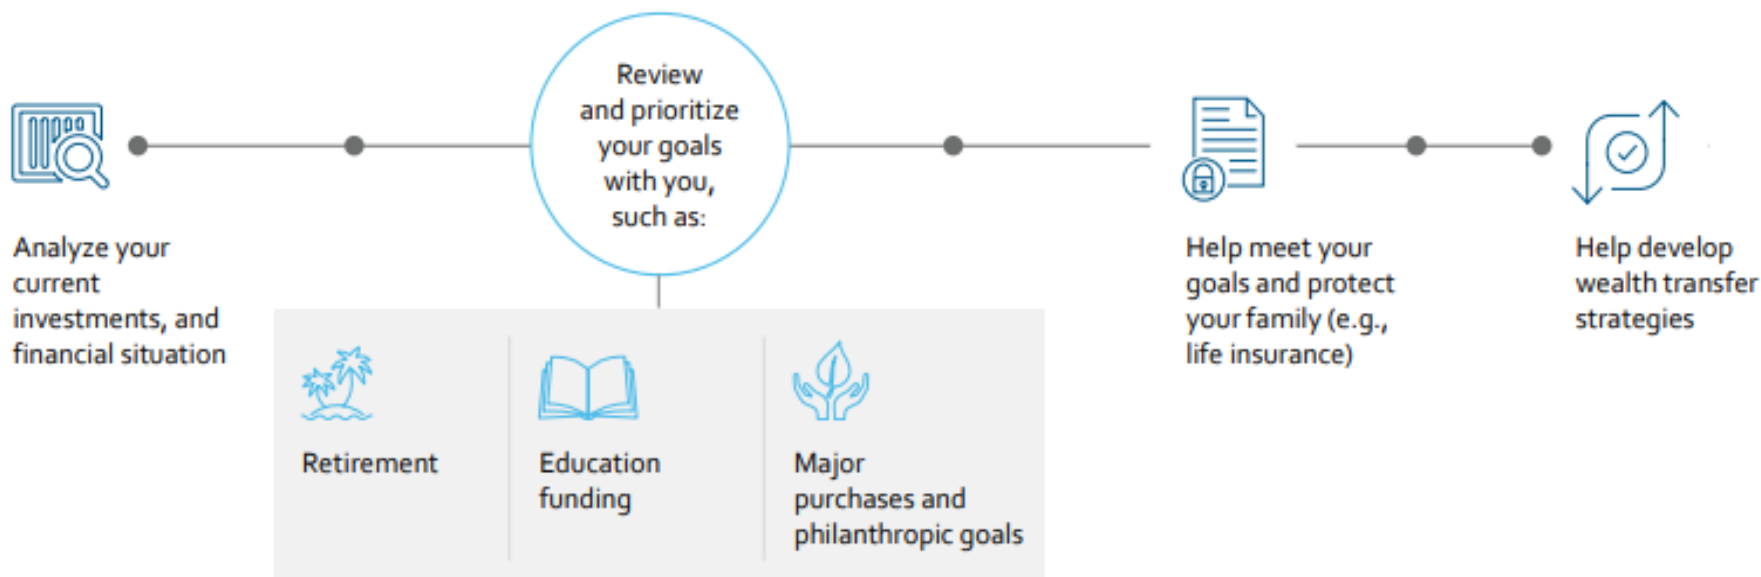 Analyze your
current
investments, and
financial situation
Review
and prioritize
your goals
with you,
such as:
Retirement
Education
funding
Major
purchases and
philanthropic goals
Help meet your
goals and protect
your family (e.g.,
life insurance)
Help develop
wealth transfer
strategies